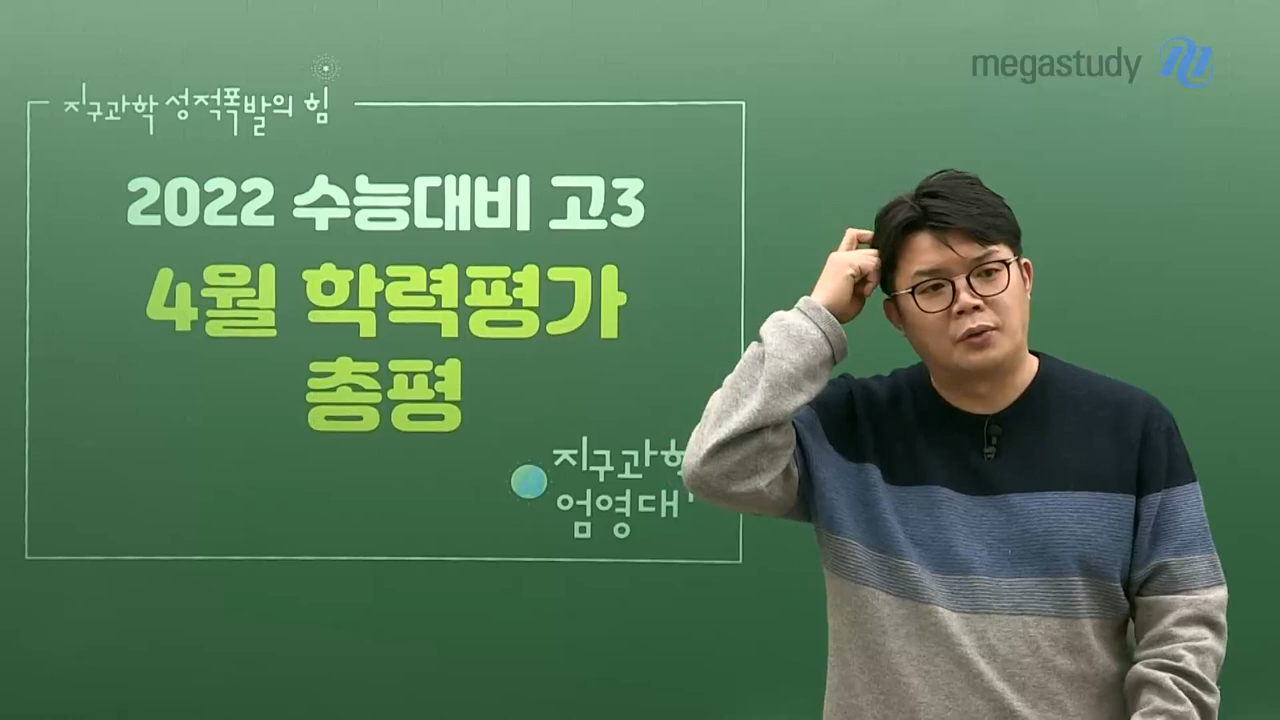 megastudy
지구과학 성적폭발의 힘
2022 수능대비 고3
4월 학력평가
총평
지구과학
엄영대